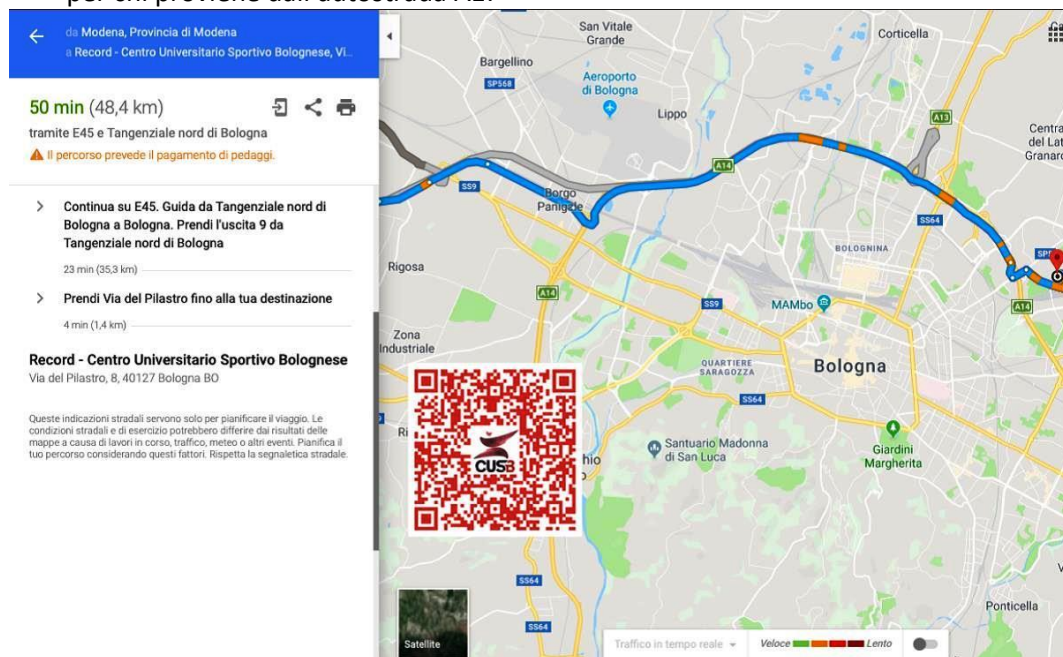 per chi proviene dall'autostrada A1:
da Modena, Provincia di Modena
a Record - Centro Universitario Sportivo Bolognese, Vi...
50 min (48,4 km)
tramite E45 e Tangenziale nord di Bologna
Il percorso prevede il pagamento di pedaggi.
Continua su E45. Guida da Tangenziale nord di
Bologna a Bologna. Prendi l'uscita 9 da
Tangenziale nord di Bologna
23 min (35,3 km)
Prendi Via del Pilastro fino alla tua destinazione
4 min (1,4 km)
Record - Centro Universitario Sportivo Bolognese
Via del Pilastro, 8, 40127 Bologna BO
Queste indicazioni stradali servono solo per pianificare il viaggio. Le
condizioni stradali e di esercizio potrebbero differire dai risultati delle
mappe a causa di lavori in corso, traffico, meteo o altri eventi. Pianifica il
tuo percorso considerando questi fattori. Rispetta la segnaletica stradale.
San Vitale
Grande
Corticella
Bargellino
SP568
Aeroporto
di Bologna
Lippo
A13
Centra
del Lat
Granaro
A14
SS9
Borgo
Panigale
SS64
BOLOGNINA
Rigosa
A14
SS9
MAMbo
A14
Zona
Industriale
QUARTIERE
SARAGOZZA
Bologna
SS64
CUSB
Santuario Madonna
di San Luca
Giardini
Margherita
SS64
SS64
Ponticella
Satellite
Traffico in tempo reale
Veloce
Lento